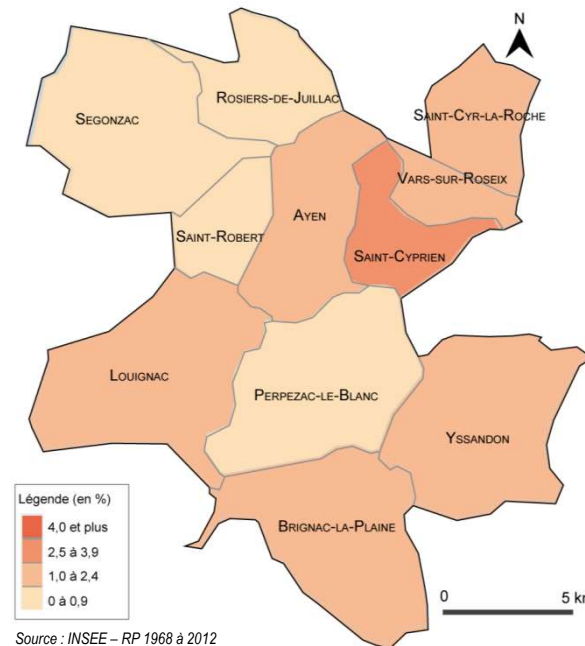 N
ROSIERS-DE-JUILLAC
SEGONZAC
SAINT-CYR-LA-ROCHE
VARS-SUR-ROSEIX
AYEN
SAINT-ROBERT
SAINT-CYPRIEN
LOUIGNAC
PERPEZAC-LE-BLANC
YSSANDON
BRIGNAC-LA-PLAINE
Légende (en %)
4,0 et plus
2,5 à 3,9
1,0 à 2,4
0 à 0,9
0 5 km
Source : INSEE – RP 1968 à 2012